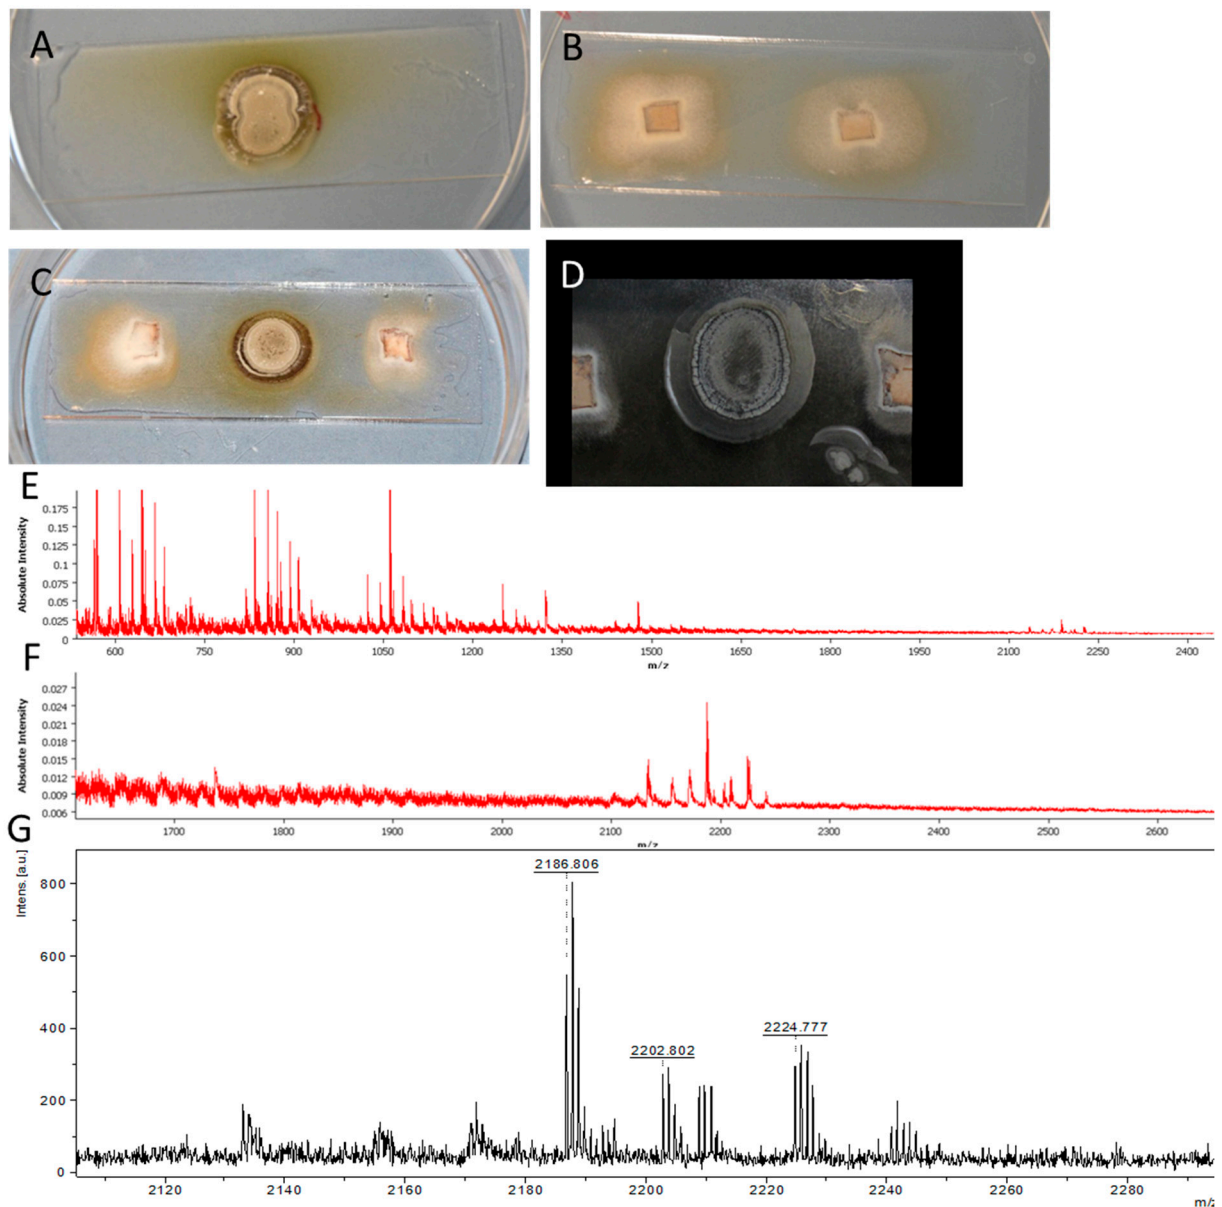 A
B
C
D
E
Absolute Intensity
0.175
0.15
0.125
0.1
0.075
0.05
0.025
0
600 750 900 1050 1200 1350 1500 1650 1800 1950 2100 2250 2400
m/z
F
Absolute Intensity
0.027
0.024
0.021
0.018
0.015
0.012
0.009
0.006
1700 1800 1900 2000 2100 2200 2300 2400 2500 2600
m/z
G
Intens. [a.u.]
800
600
400
200
0
2186.806
2202.802
2224.777
2120 2140 2160 2180 2200 2220 2240 2260 2280
m/z